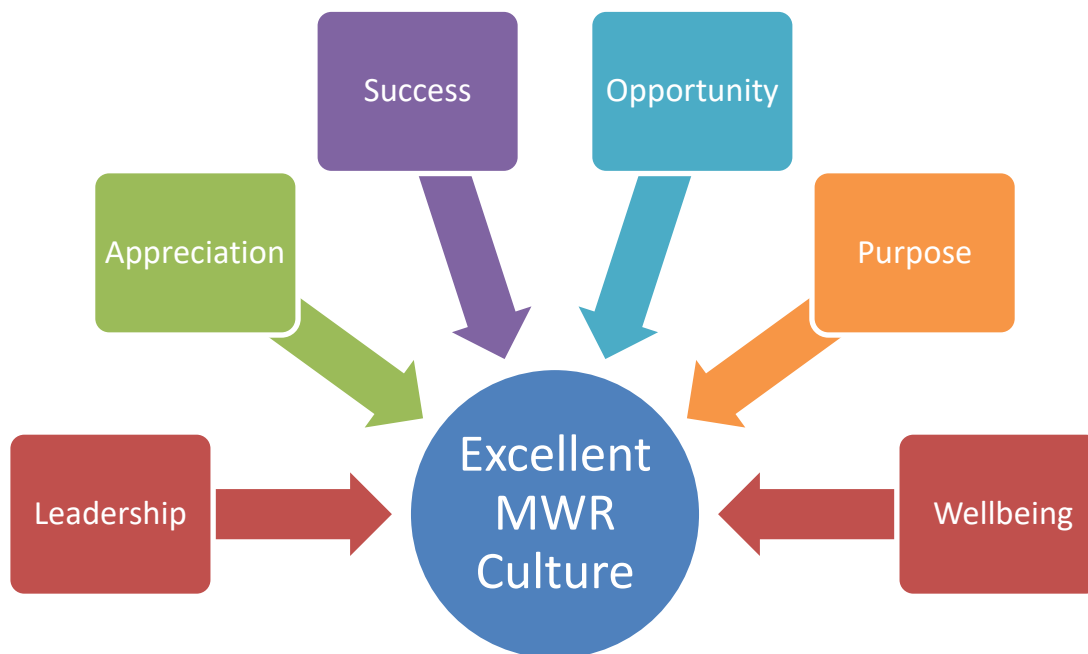 Success
Opportunity
Appreciation
Purpose
Leadership
Excellent
MWR
Culture
Wellbeing